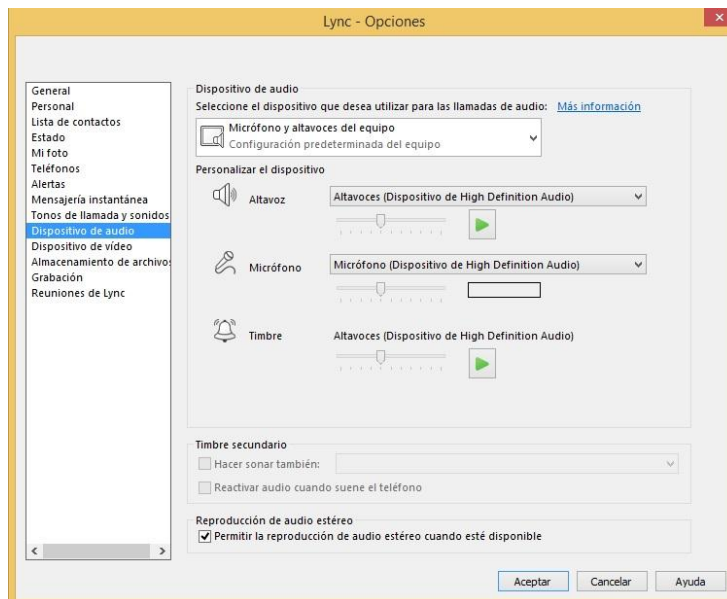 Lync - Opciones
General
Personal
Lista de contactos
Estado
Mi foto
Teléfonos
Alertas
Mensajería instantánea
Tonos de llamada y sonidos
Dispositivo de audio
Dispositivo de vídeo
Almacenamiento de archivos
Grabación
Reuniones de Lync
Dispositivo de audio
Seleccione el dispositivo que desea utilizar para las llamadas de audio: Más información
Micrófono y altavoces del equipo
Configuración predeterminada del equipo
Personalizar el dispositivo
Altavoz Altavoces (Dispositivo de High Definition Audio)
Micrófono Micrófono (Dispositivo de High Definition Audio)
Timbre Altavoces (Dispositivo de High Definition Audio)
Timbre secundario
Hacer sonar también:
Reactivar audio cuando suene el teléfono
Reproducción de audio estéreo
Permitir la reproducción de audio estéreo cuando esté disponible
Aceptar Cancelar Ayuda